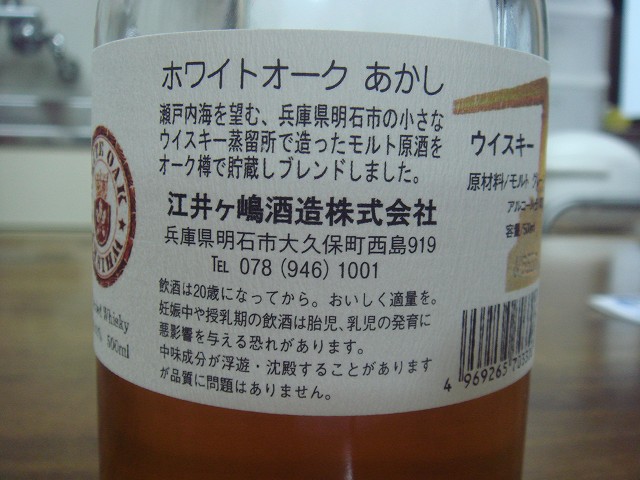 ホワイトオーク あかし
瀬戸内海を望む、兵庫県明石市の小さな
ウイスキー蒸留所で造ったモルト原酒を
オーク樽で貯蔵しブレンドしました。
江井ヶ嶋酒造株式会社
兵庫県明石市大久保町西島919
TEL 078 (946) 1001
飲酒は20歳になってから。おいしく適量を。
妊娠中や授乳期の飲酒は胎児、乳児の発育に
悪影響を与える恐れがあります。
中味成分が浮遊・沈殿することがあります
が品質に問題はありません。
ウイスキー
原材料/モルト
容量/500ml
4 969265
OAK
Whisky
500ml